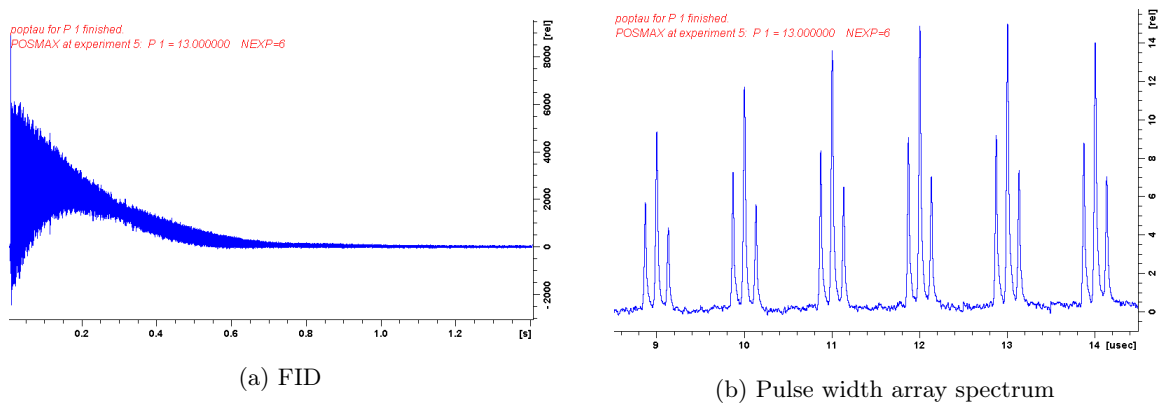 poptau for P 1 finished.
POSMAX at experiment 5: P 1 = 13.000000 NEXP=6
[rel]
8000
6000
4000
2000
0
2000
0.2 0.4 0.6 0.8 1.0 1.2 [s]
(a) FID
poptau for P 1 finished.
POSMAX at experiment 5: P 1 = 13.000000 NEXP=6
[rel]
14
12
10
8
6
4
2
0
9 10 11 12 13 14 [usec]
(b) Pulse width array spectrum